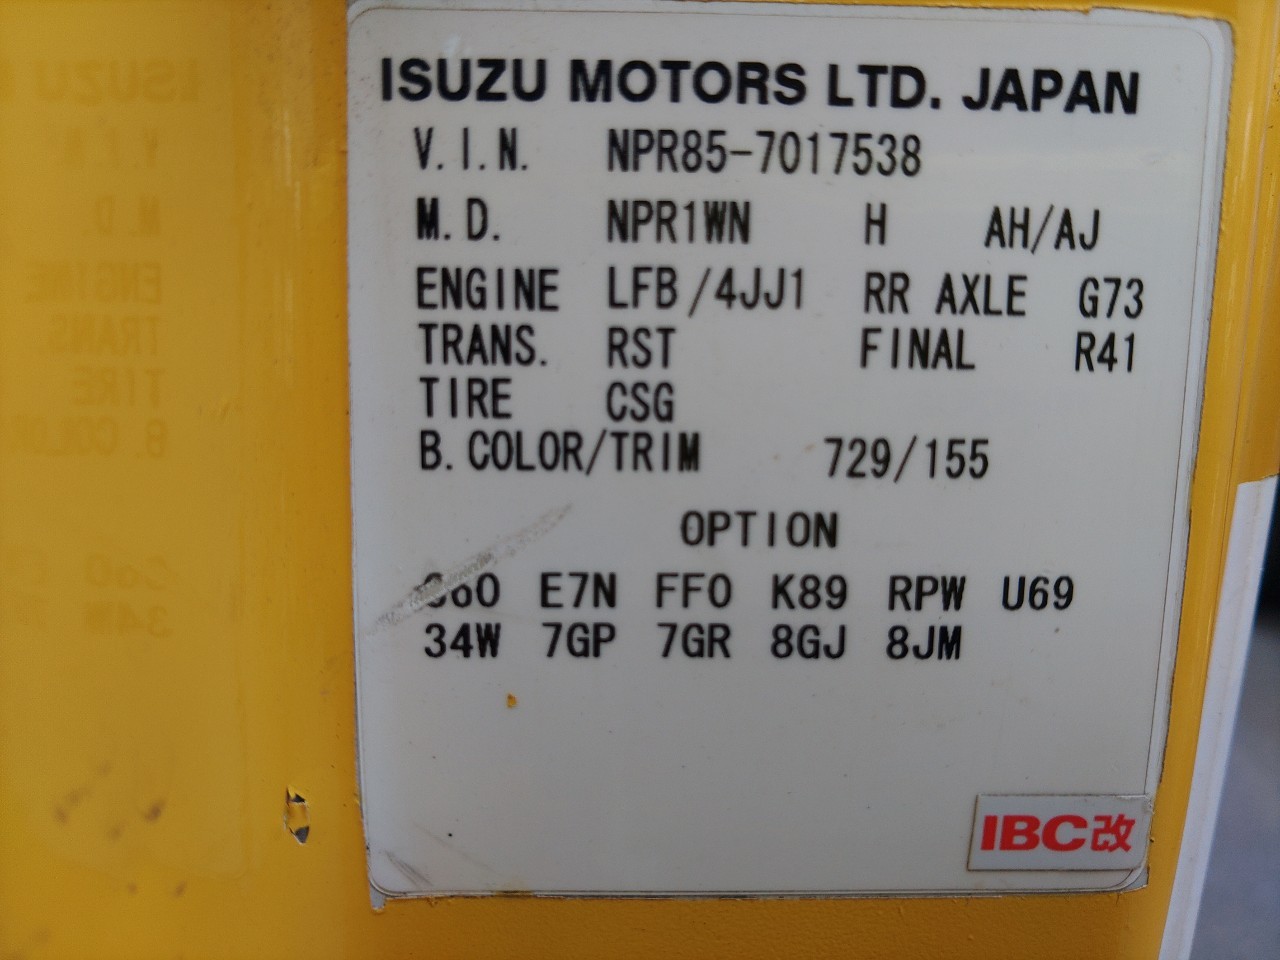 ISUZU MOTORS LTD. JAPAN
V.I.N. NPR85-7017538
M.D. NPR1WN H AH/AJ
ENGINE LFB/4JJ1 RR AXLE G73
TRANS. RST FINAL R41
TIRE CSG
B.COLOR/TRIM 729/155
OPTION
E7N FF0 K89 RPW U69
34W 7GP 7GR 8GJ 8JM
IBC改